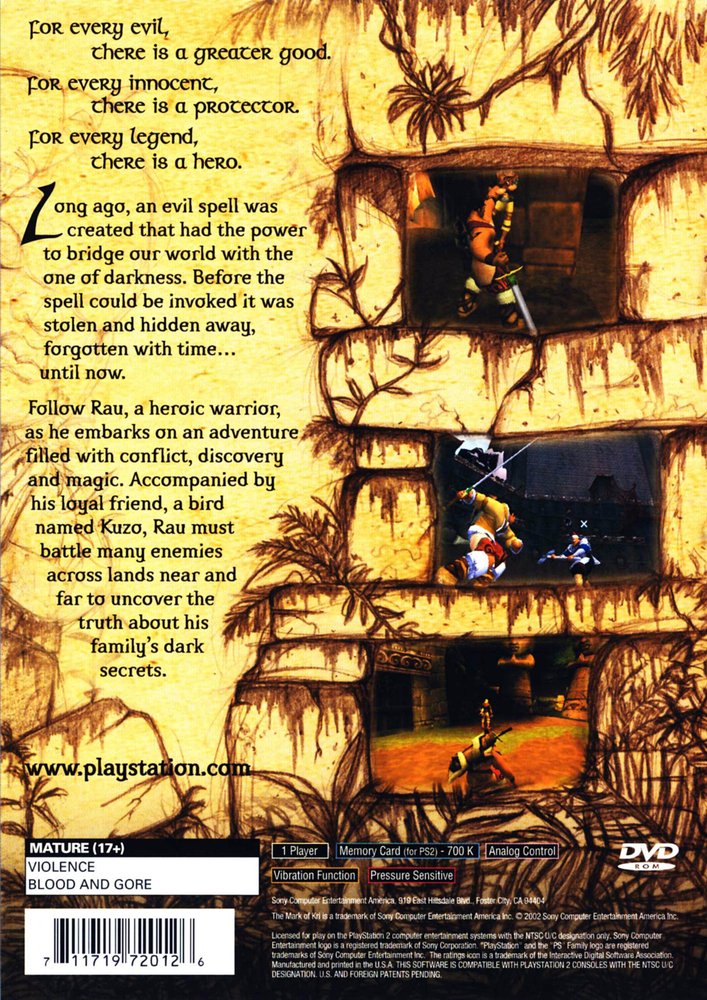 For every evil,
there is a greater good.
For every innocent,
there is a protector.
For every legend,
there is a hero.
Long ago, an evil spell was
created that had the power
to bridge our world with the
one of darkness. Before the
spell could be invoked it was
stolen and hidden away,
forgotten with time...
until now.
Follow Rau, a heroic warrior,
as he embarks on an adventure
filled with conflict, discovery
and magic. Accompanied by
his loyal friend, a bird
named Kuzo, Rau must
battle many enemies
across lands near and
far to uncover the
truth about his
family's dark
secrets.
www.playstation.com
MATURE (17+)
VIOLENCE
BLOOD AND GORE
1 Player
Memory Card (for PS2) - 700 K
Analog Control
Vibration Function
Pressure Sensitive
DVD
ROM
Sony Computer Entertainment America, 919 East Hillsdale Blvd., Foster City, CA 94404
The Mark of Kri is a trademark of Sony Computer Entertainment America Inc. © 2002 Sony Computer Entertainment America Inc.
Licensed for play on the PlayStation 2 computer entertainment systems with the NTSC U/C designation only. Sony Computer
Entertainment logo is a registered trademark of Sony Corporation. "PlayStation" and the "PS" Family logo are registered
trademarks of Sony Computer Entertainment Inc. The ratings icon is a trademark of the Interactive Digital Software Association.
Manufactured and printed in the U.S.A. THIS SOFTWARE IS COMPATIBLE WITH PLAYSTATION 2 CONSOLES WITH THE NTSC U/C
DESIGNATION. U.S. AND FOREIGN PATENTS PENDING.
7 11719 72012 6